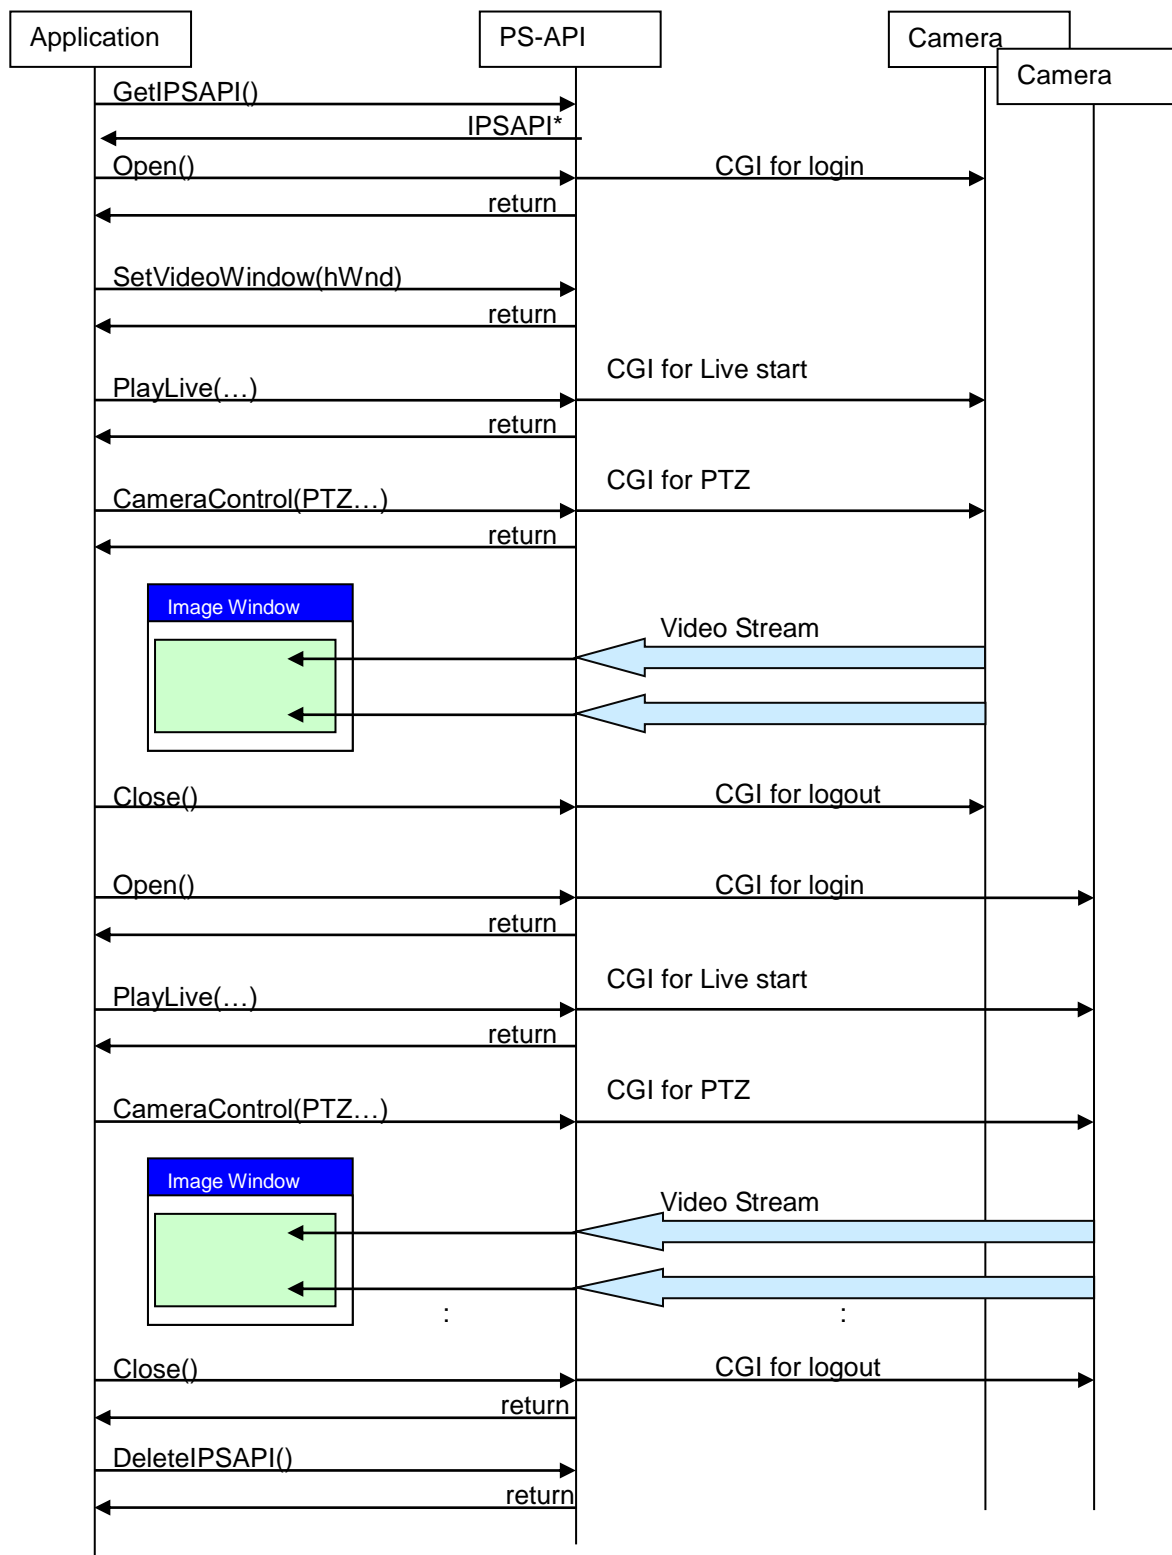 Application
PS-API
Camera
Camera
GetIPSAPI()
IPSAPI*
Open()
CGI for login
return
SetVideoWindow(hWnd)
return
CGI for Live start
PlayLive(…)
return
CGI for PTZ
CameraControl(PTZ…)
return
Image Window
Video Stream
Close()
CGI for logout
Open()
CGI for login
return
CGI for Live start
PlayLive(…)
return
CGI for PTZ
CameraControl(PTZ…)
Image Window
Video Stream
:
:
Close()
CGI for logout
return
DeleteIPSAPI()
return